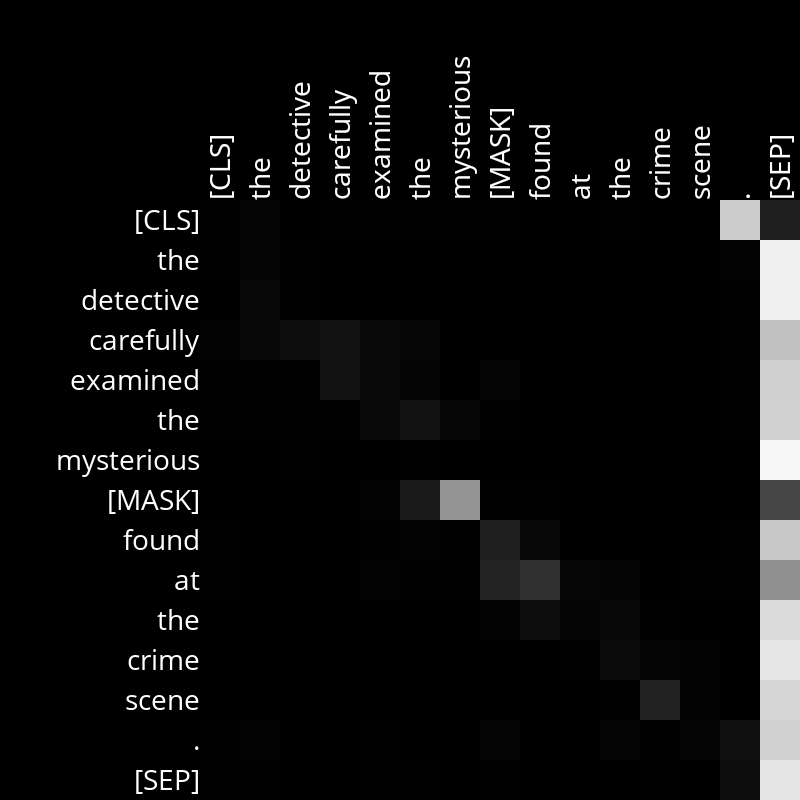 [CLS] the detective carefully examined the mysterious [MASK] found at the crime scene . [SEP]
[CLS]
the
detective
carefully
examined
the
mysterious
[MASK]
found
at
the
crime
scene
.
[SEP]